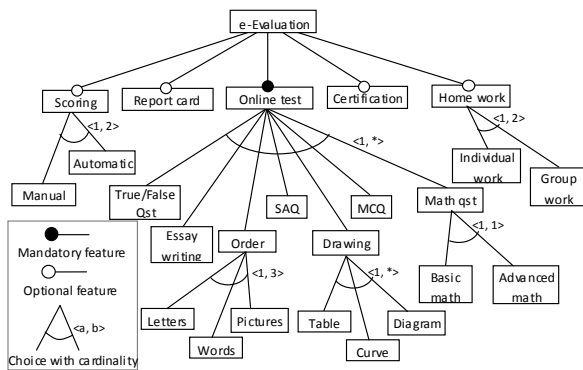 e-Evaluation
Scoring
Report card
Online test
Certification
Home work
<1, 2>
<1, *>
<1, 2>
Manual
Automatic
True/False
Qst
Essay
writing
Order
SAQ
Drawing
MCQ
Math qst
Individual
work
Group
work
<1, 3>
<1, *>
<1, 1>
Letters
Words
Pictures
Table
Curve
Diagram
Basic
math
Advanced
math
Mandatory feature
Optional feature
<a, b>
Choice with cardinality